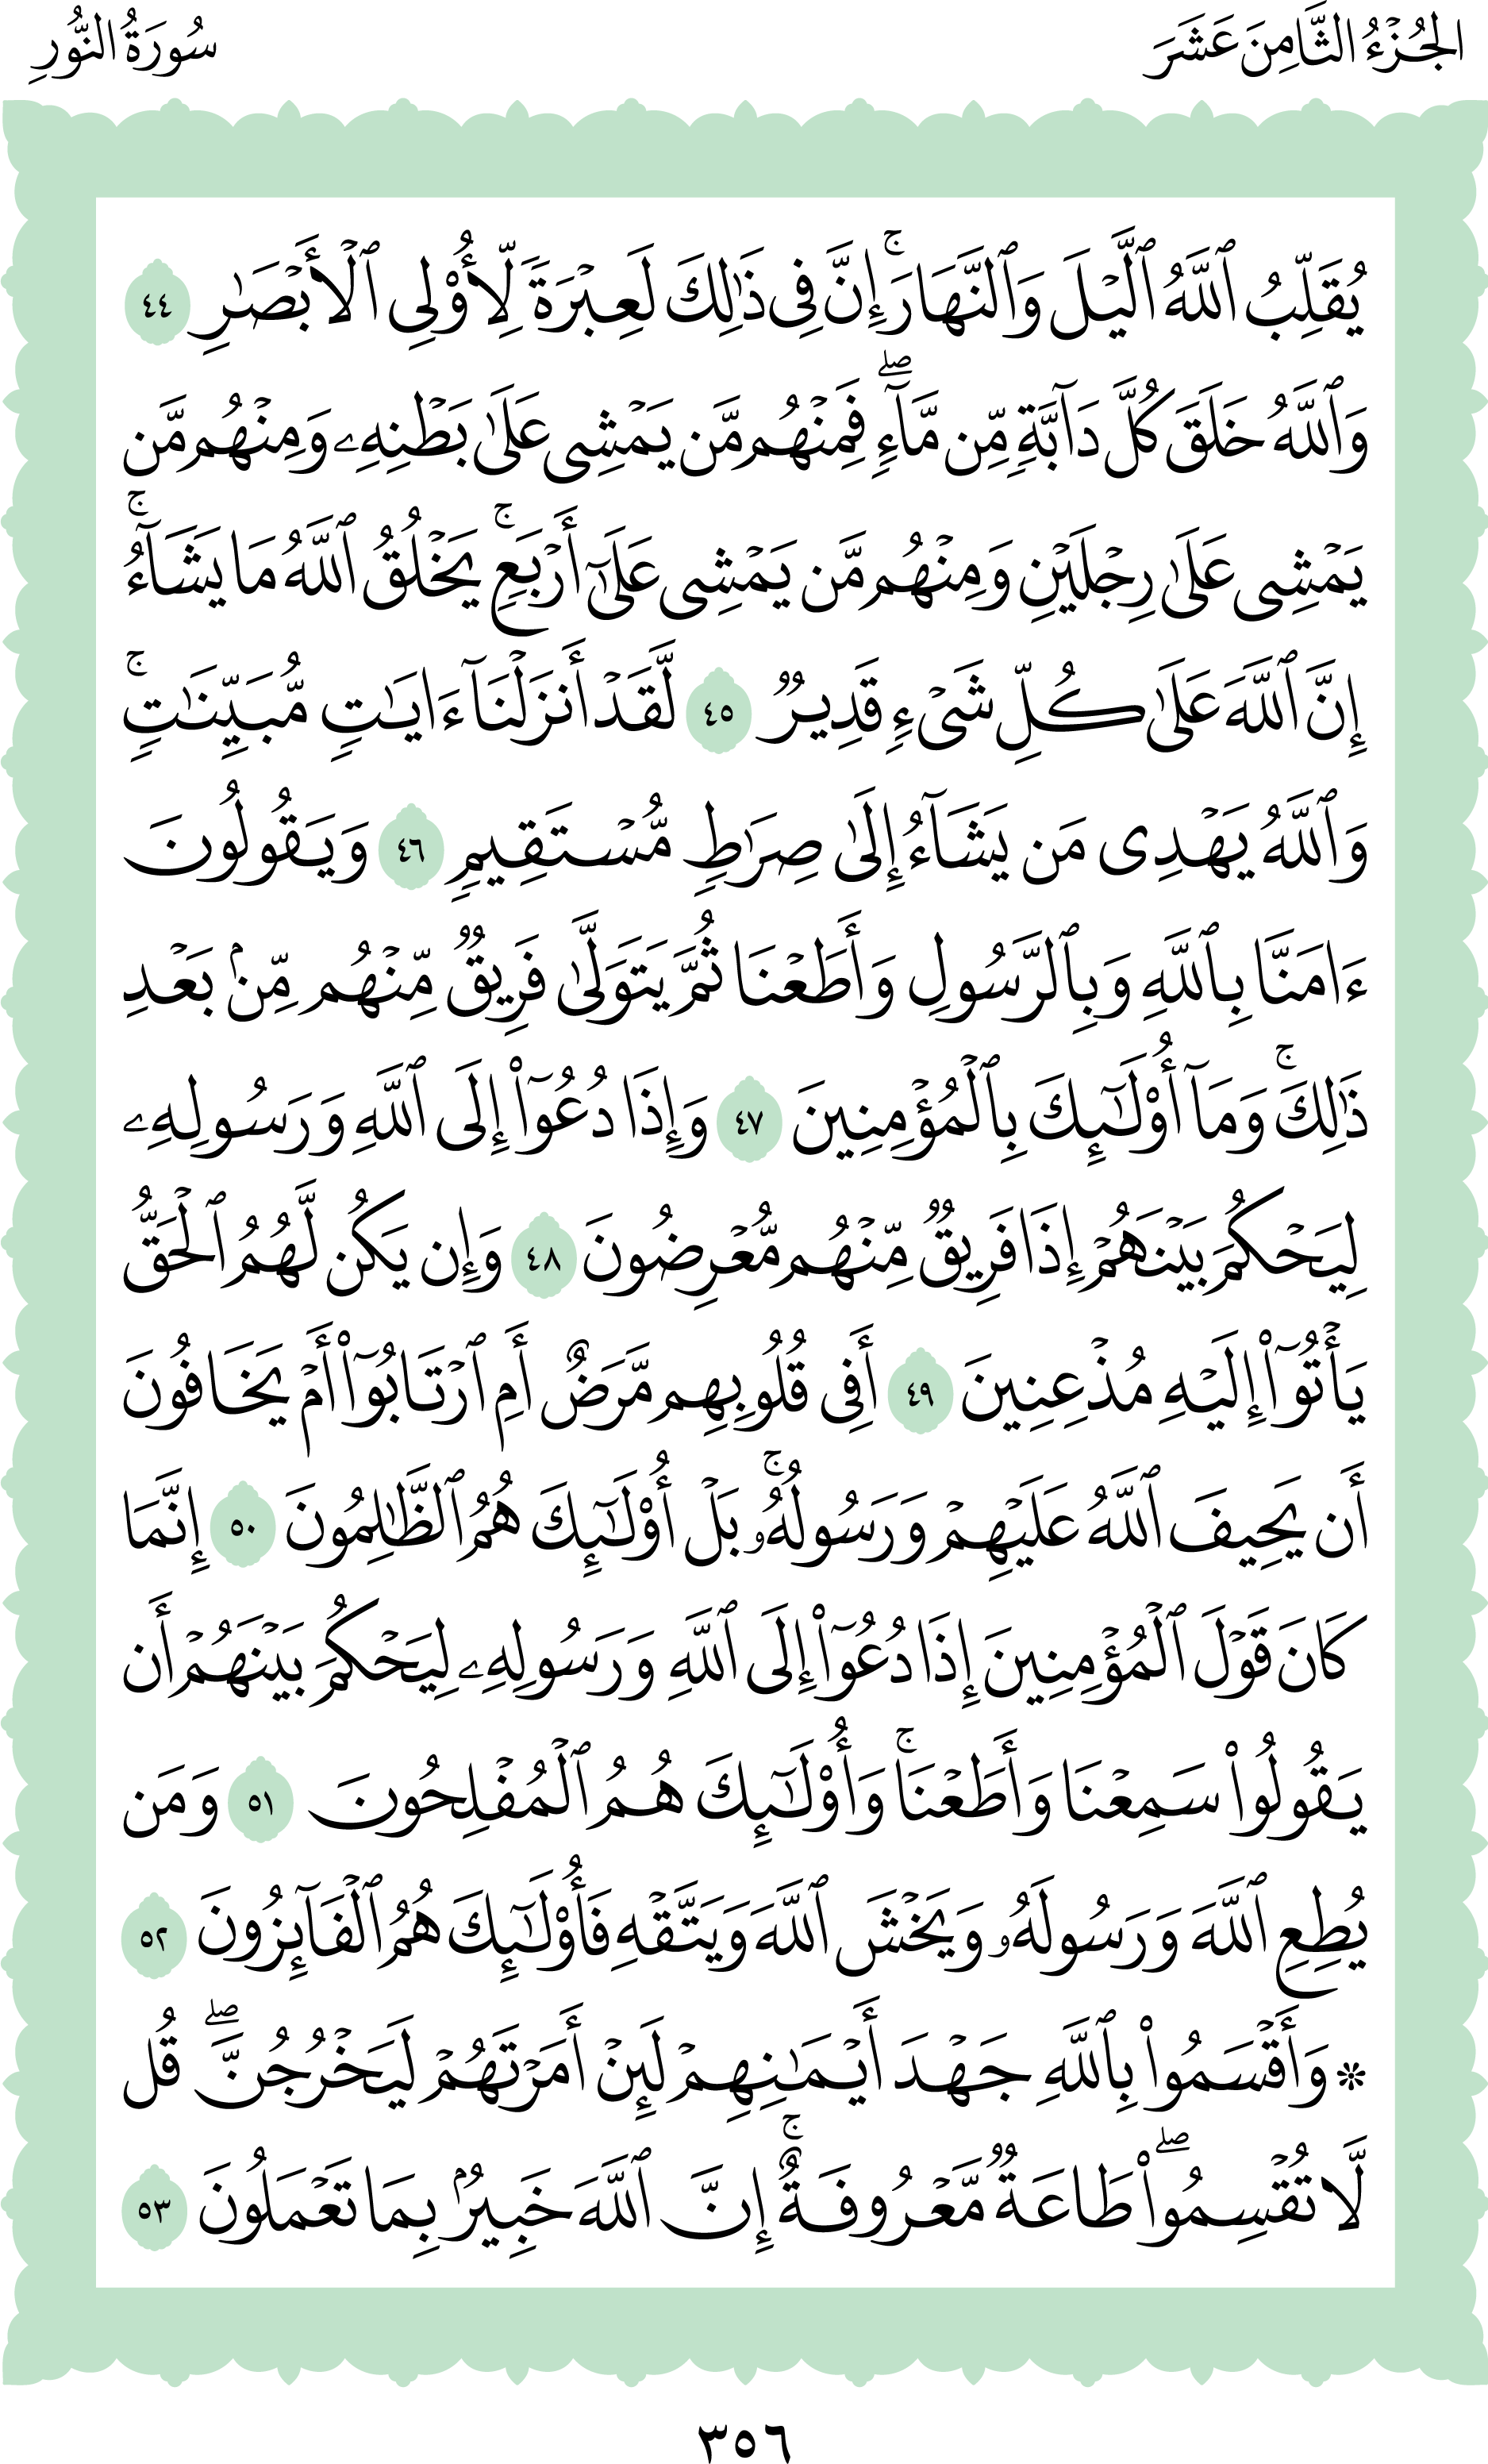 الجُزْءُ الثَّامِنَ عَشَرَ
سُورَةُ النُّورِ
يُقَلِّبُ ٱللَّهُ ٱلَّيۡلَ وَٱلنَّهَارَۚ إِنَّ فِي ذَٰلِكَ لَعِبۡرَةٗ لِّأُوْلِي ٱلۡأَبۡصَٰرِ ٤٤
وَٱللَّهُ خَلَقَ كُلَّ دَآبَّةٖ مِّن مَّآءٖۖ فَمِنۡهُم مَّن يَمۡشِي عَلَىٰ بَطۡنِهِۦ وَمِنۡهُم مَّن
يَمۡشِي عَلَىٰ رِجۡلَيۡنِ وَمِنۡهُم مَّن يَمۡشِي عَلَىٰٓ أَرۡبَعٖۚ يَخۡلُقُ ٱللَّهُ مَا يَشَآءُۚ
إِنَّ ٱللَّهَ عَلَىٰ كُلِّ شَيۡءٖ قَدِيرٞ ٤٥ لَّقَدۡ أَنزَلۡنَآ ءَايَٰتٖ مُّبَيِّنَٰتٖۚ
وَٱللَّهُ يَهۡدِي مَن يَشَآءُ إِلَىٰ صِرَٰطٖ مُّسۡتَقِيمٖ ٤٦ وَيَقُولُونَ
ءَامَنَّا بِٱللَّهِ وَبِٱلرَّسُولِ وَأَطَعۡنَا ثُمَّ يَتَوَلَّىٰ فَرِيقٞ مِّنۡهُم مِّنۢ بَعۡدِ
ذَٰلِكَۚ وَمَآ أُوْلَٰٓئِكَ بِٱلۡمُؤۡمِنِينَ ٤٧ وَإِذَا دُعُوٓاْ إِلَى ٱللَّهِ وَرَسُولِهِۦ
لِيَحۡكُمَ بَيۡنَهُمۡ إِذَا فَرِيقٞ مِّنۡهُم مُّعۡرِضُونَ ٤٨ وَإِن يَكُن لَّهُمُ ٱلۡحَقُّ
يَأۡتُوٓاْ إِلَيۡهِ مُذۡعِنِينَ ٤٩ أَفِي قُلُوبِهِم مَّرَضٌ أَمِ ٱرۡتَابُوٓاْ أَمۡ يَخَافُونَ
أَن يَحِيفَ ٱللَّهُ عَلَيۡهِمۡ وَرَسُولُهُۥۚ بَلۡ أُوْلَٰٓئِكَ هُمُ ٱلظَّٰلِمُونَ ٥٠ إِنَّمَا
كَانَ قَوۡلَ ٱلۡمُؤۡمِنِينَ إِذَا دُعُوٓاْ إِلَى ٱللَّهِ وَرَسُولِهِۦ لِيَحۡكُمَ بَيۡنَهُمۡ أَن
يَقُولُواْ سَمِعۡنَا وَأَطَعۡنَاۚ وَأُوْلَٰٓئِكَ هُمُ ٱلۡمُفۡلِحُونَ ٥١ وَمَن
يُطِعِ ٱللَّهَ وَرَسُولَهُۥ وَيَخۡشَ ٱللَّهَ وَيَتَّقۡهِ فَأُوْلَٰٓئِكَ هُمُ ٱلۡفَآئِزُونَ ٥٢
۞ وَأَقۡسَمُواْ بِٱللَّهِ جَهۡدَ أَيۡمَٰنِهِمۡ لَئِنۡ أَمَرۡتَهُمۡ لَيَخۡرُجُنَّۖ قُل
لَّا تُقۡسِمُواْۖ طَاعَةٞ مَّعۡرُوفَةٌۚ إِنَّ ٱللَّهَ خَبِيرُۢ بِمَا تَعۡمَلُونَ ٥٣
٣٥٦